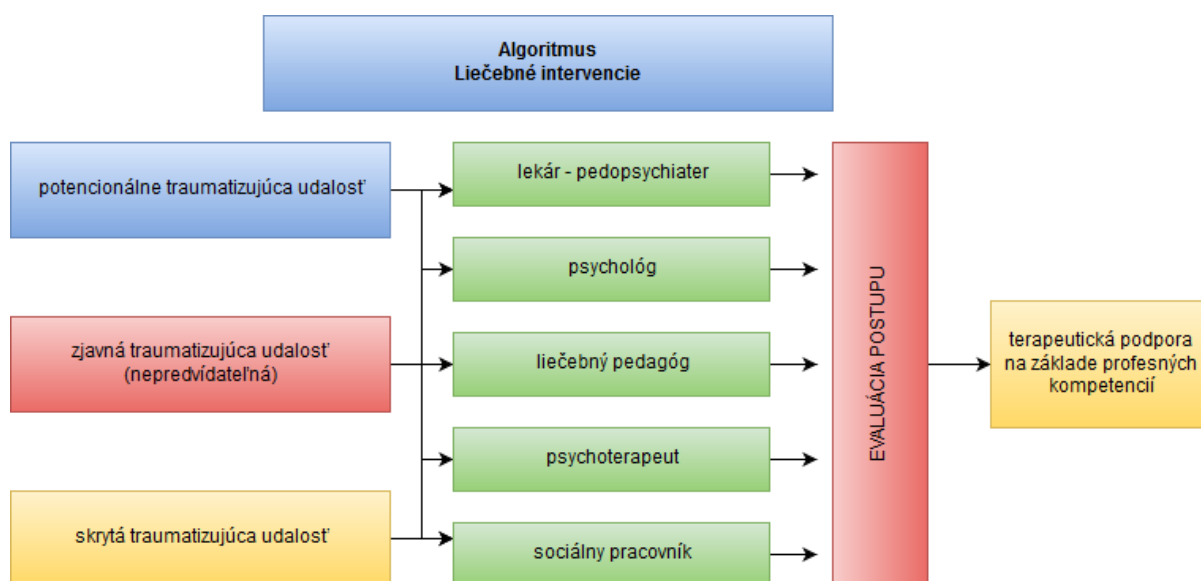 Algoritmus
Liečebné intervencie
potencionálne traumatizujúca udalosť
zjavná traumatizujúca udalosť
(nepredvídateľná)
skrytá traumatizujúca udalosť
lekár - pedopsychiater
psychológ
liečebný pedagóg
psychoterapeut
sociálny pracovník
EVALUÁCIA POSTUPU
terapeutická podpora
na základe profesných
kompetencií